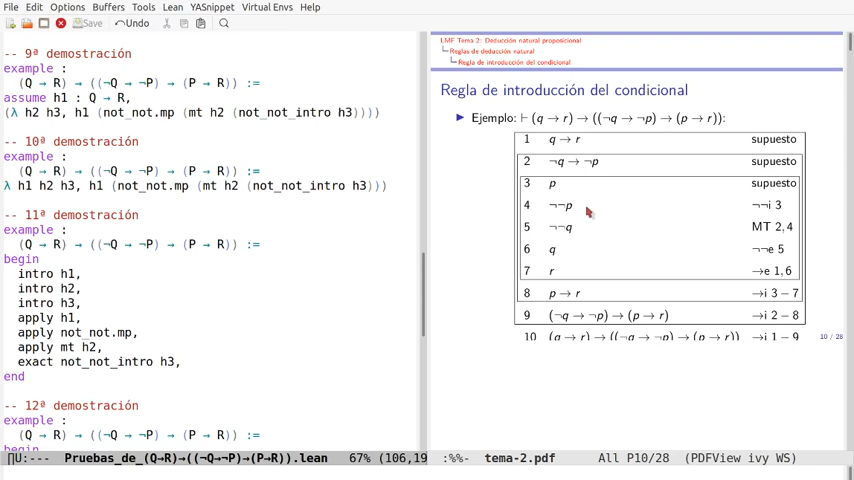 File Edit Options Buffers Tools Lean YASnippet Virtual Envs Help
Save Undo
-- 9ª demostración
example :
(Q → R) → ((¬Q → ¬P) → (P → R)) :=
assume h1 : Q → R,
(λ h2 h3, h1 (not_not.mp (mt h2 (not_not_intro h3))))
-- 10ª demostración
example :
(Q → R) → ((¬Q → ¬P) → (P → R)) :=
λ h1 h2 h3, h1 (not_not.mp (mt h2 (not_not_intro h3)))
-- 11ª demostración
example :
(Q → R) → ((¬Q → ¬P) → (P → R)) :=
begin
intro h1,
intro h2,
intro h3,
apply h1,
apply not_not.mp,
apply mt h2,
exact not_not_intro h3,
end
-- 12ª demostración
example :
(Q → R) → ((¬Q → ¬P) → (P → R)) :=
begin
∏U:--- Pruebas_de_(Q→R)→((¬Q→¬P)→(P→R)).lean 67% (106,19
LMF Tema 2: Deducción natural proposicional
Reglas de deducción natural
Regla de introducción del condicional
Regla de introducción del condicional
Ejemplo: ⊢ (q → r) → ((¬q → ¬p) → (p → r)):
1 q → r supuesto
2 ¬q → ¬p supuesto
3 p supuesto
4 ¬¬p ¬¬i 3
5 ¬¬q MT 2, 4
6 q ¬¬e 5
7 r →e 1, 6
8 p → r →i 3 − 7
9 (¬q → ¬p) → (p → r) →i 2 − 8
10 (q → r) → ((¬q → ¬p) → (p → r)) →i 1 − 9
10 / 28
:%%- tema-2.pdf All P10/28 (PDFView ivy WS)